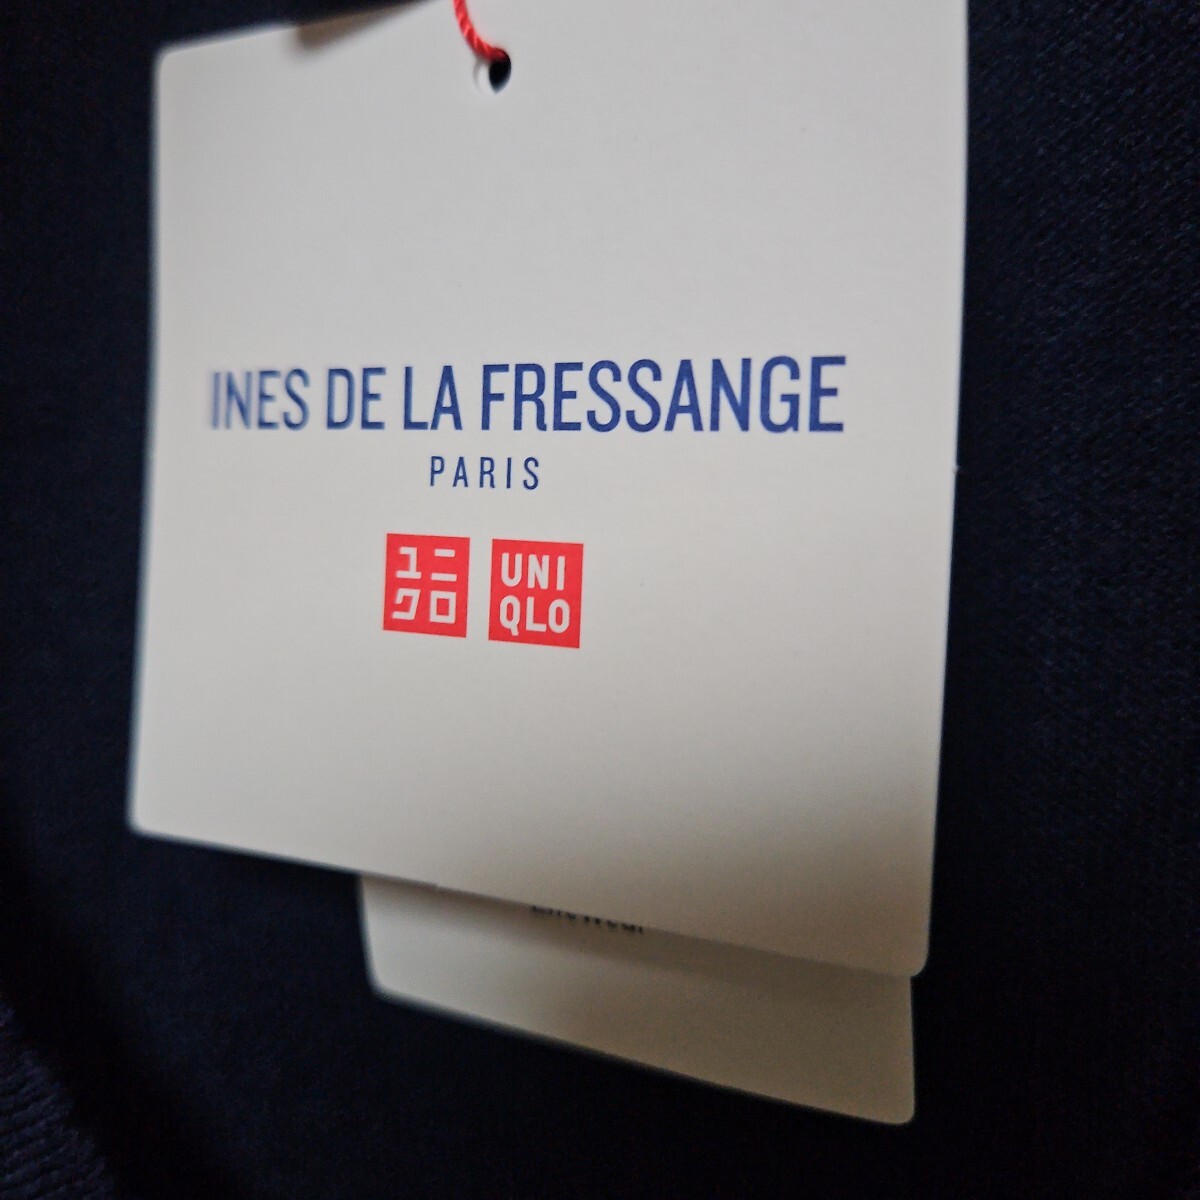 INES DE LA FRESSANGE
PARIS
ユニ
クロ
UNI
QLO